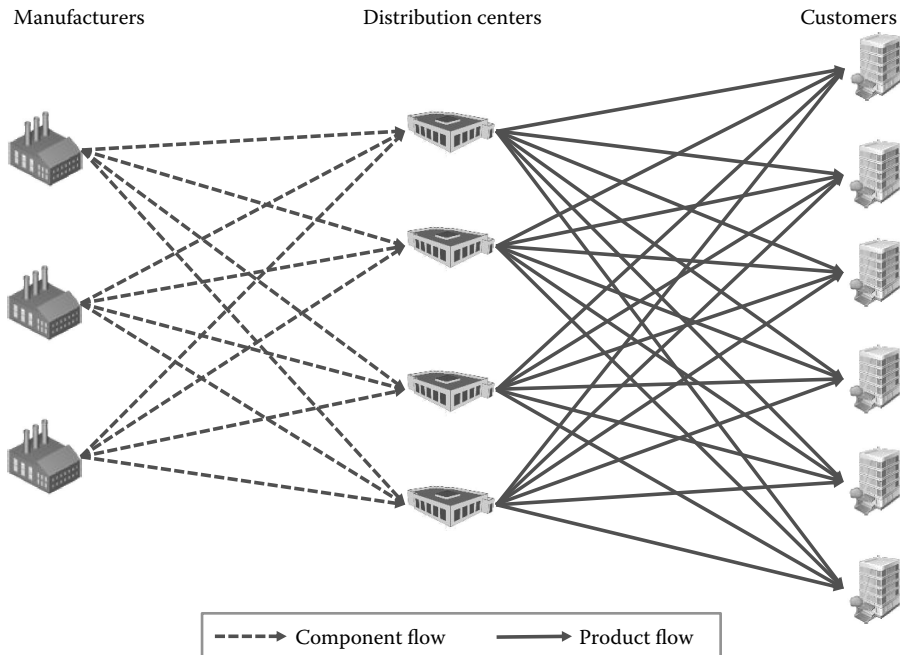 Manufacturers
Distribution centers
Customers
Component flow
Product flow